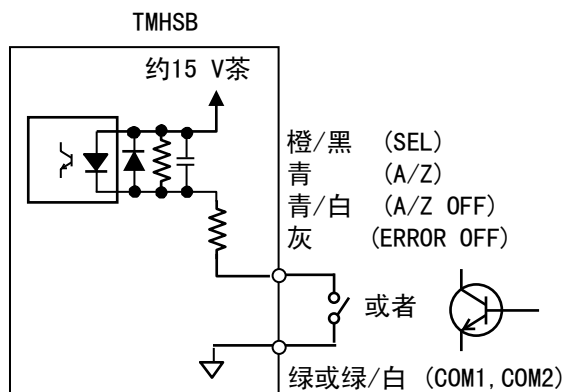 TMHSB
约15 V茶
橙/黑 (SEL)
青 (A/Z)
青/白 (A/Z OFF)
灰 (ERROR OFF)
或者
绿或绿/白 (COM1, COM2)